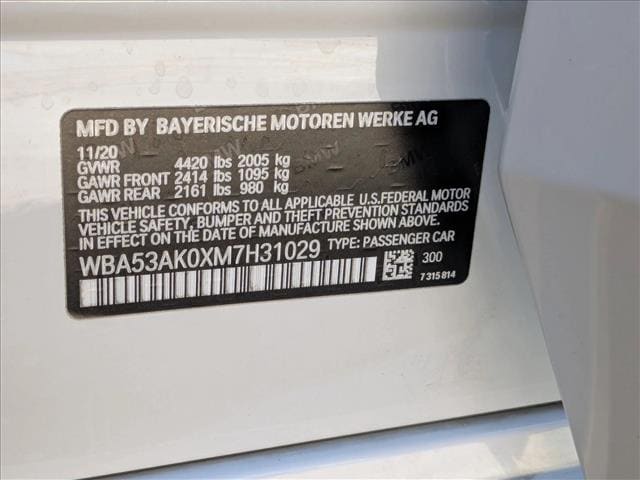 MFD BY BAYERISCHE MOTOREN WERKE AG
11/20
GVWR 4420 lbs 2005 kg
GAWR FRONT 2414 lbs 1095 kg
GAWR REAR 2161 lbs 980 kg
THIS VEHICLE CONFORMS TO ALL APPLICABLE U.S.FEDERAL MOTOR
VEHICLE SAFETY, BUMPER AND THEFT PREVENTION STANDARDS
IN EFFECT ON THE DATE OF MANUFACTURE SHOWN ABOVE.
WBA53AK0XM7H31029 TYPE: PASSENGER CAR
300
7315814